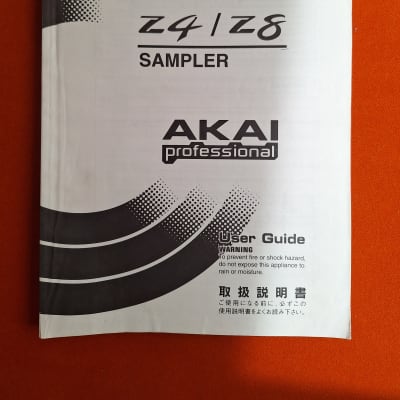 Z4 / Z8
SAMPLER
AKAI
professional
User Guide
WARNING
To prevent fire or shock hazard,
do not expose this appliance to
rain or moisture.
取扱説明書
ご使用になる前に、必ずこの
使用説明書をよくお読み下さい。